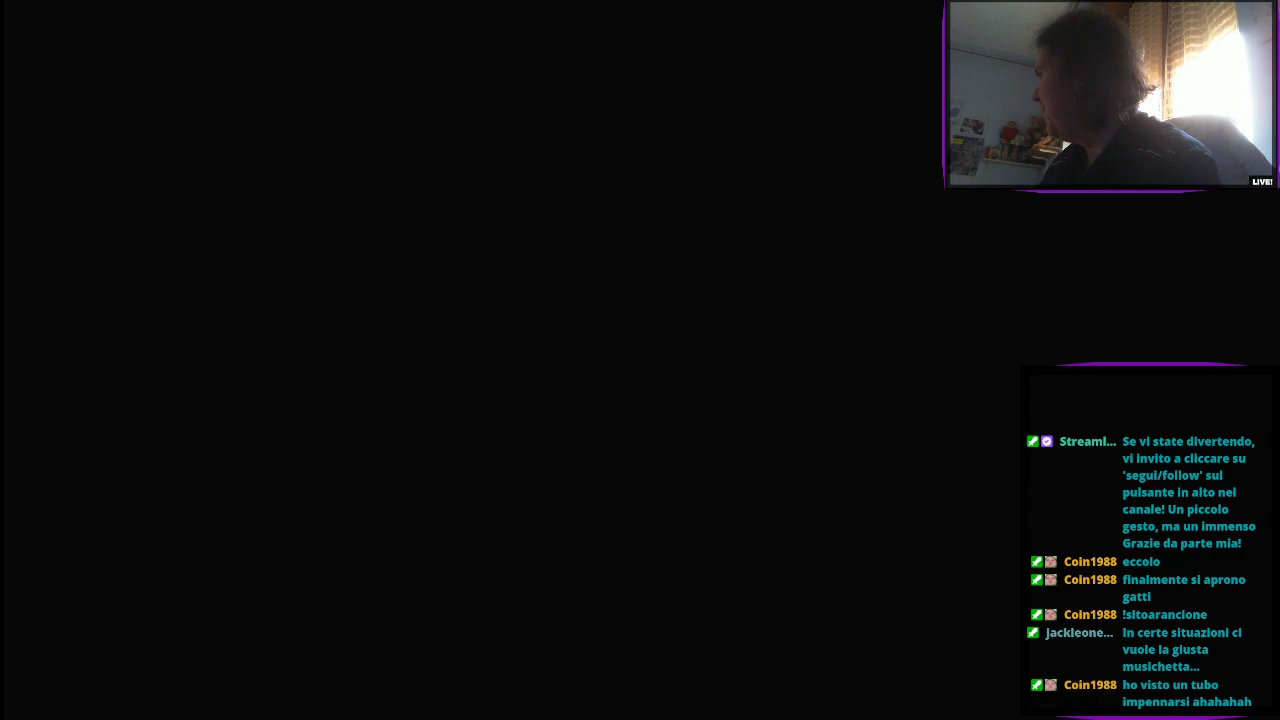 LIVE!
Streaml... Se vi state divertendo,
vi invito a cliccare su
'segui/follow' sul
pulsante in alto nel
canale! Un piccolo
gesto, ma un immenso
Grazie da parte mia!
Coin1988 eccolo
Coin1988 finalmente si aprono
gatti
Coin1988 !sitoarancione
jackleone... In certe situazioni ci
vuole la giusta
musichetta...
Coin1988 ho visto un tubo
impennarsi ahahahah